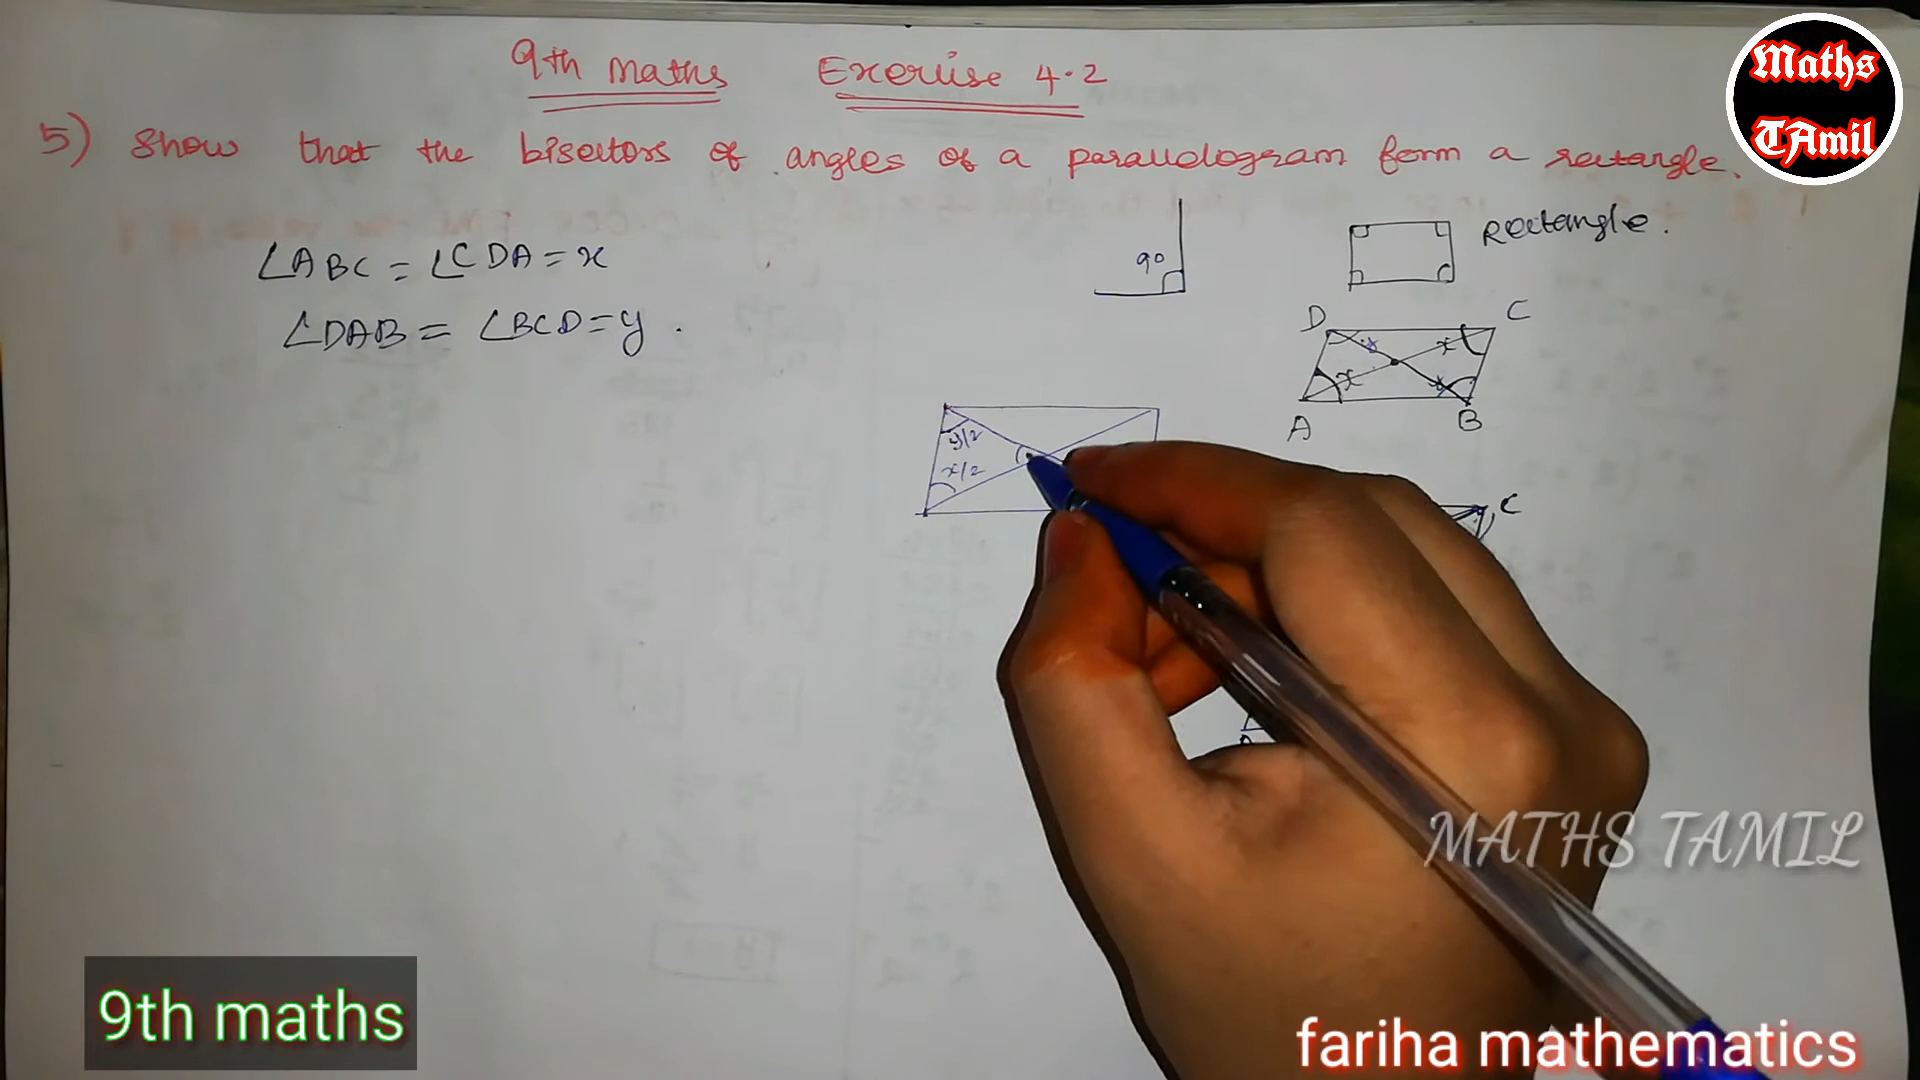 9th maths Exercise 4.2
5) Show that the bisectors of angles of a parallelogram form a rectangle.
∠ABC = ∠CDA = x
∠DAB = ∠BCD = y .
90
Rectangle.
D C
x x x x
A B
y/2
x/2
C
Maths
TAmil
MATHS TAMIL
9th maths
fariha mathematics